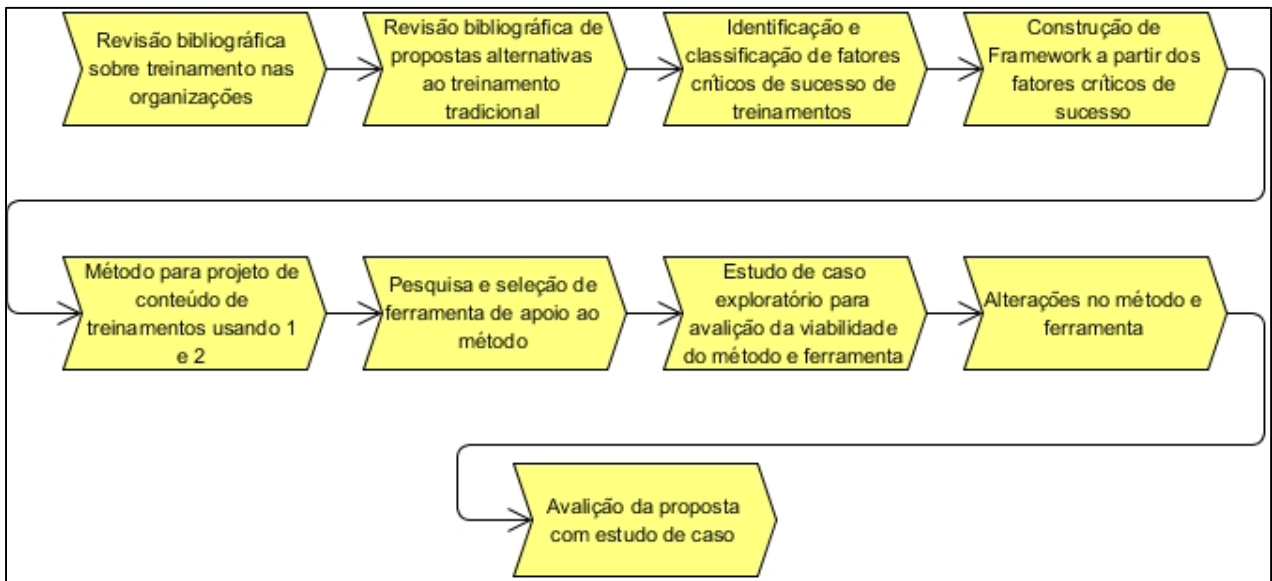 Revisão bibliográfica
sobre treinamento nas
organizações
Revisão bibliográfica de
propostas alternativas
ao treinamento
tradicional
Identificação e
classificação de fatores
críticos de sucesso de
treinamentos
Construção de
Framework a partir dos
fatores críticos de
sucesso
Método para projeto de
conteúdo de
treinamentos usando 1
e 2
Pesquisa e seleção de
ferramenta de apoio ao
método
Estudo de caso
exploratório para
avalição da viabilidade
do método e ferramenta
Alterações no método e
ferramenta
Avalição da proposta
com estudo de caso